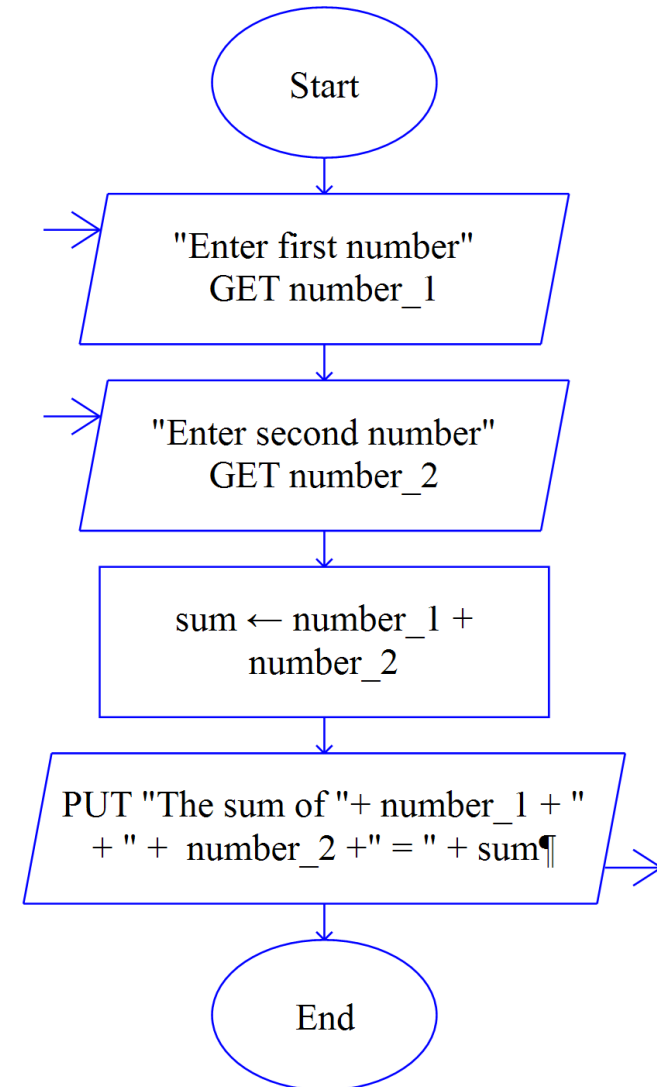 Start
"Enter first number"
GET number_1
"Enter second number"
GET number_2
sum ← number_1 +
number_2
PUT "The sum of "+ number_1 + "
+ " +  number_2 +" = " + sum¶
End